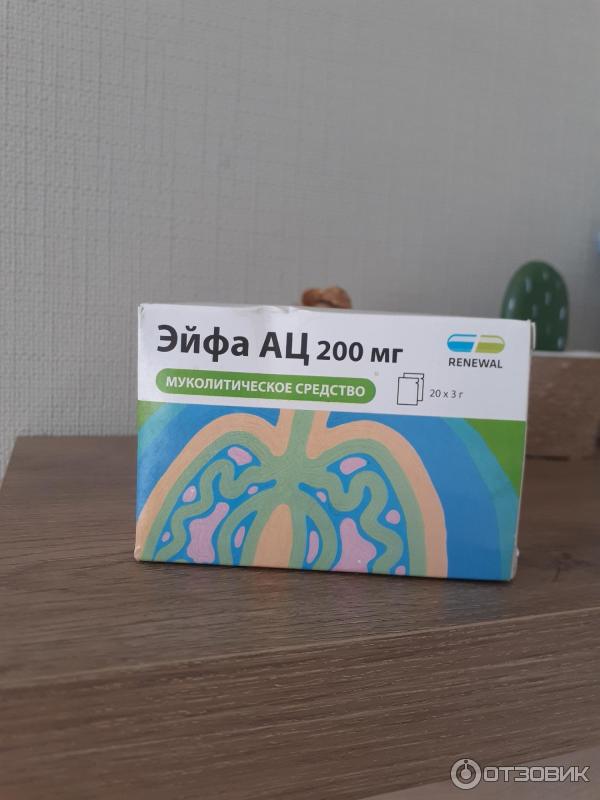 Эйфа АЦ 200 мг
RENEWAL
МУКОЛИТИЧЕСКОЕ СРЕДСТВО
20 x 3 г
ОТЗОВИК